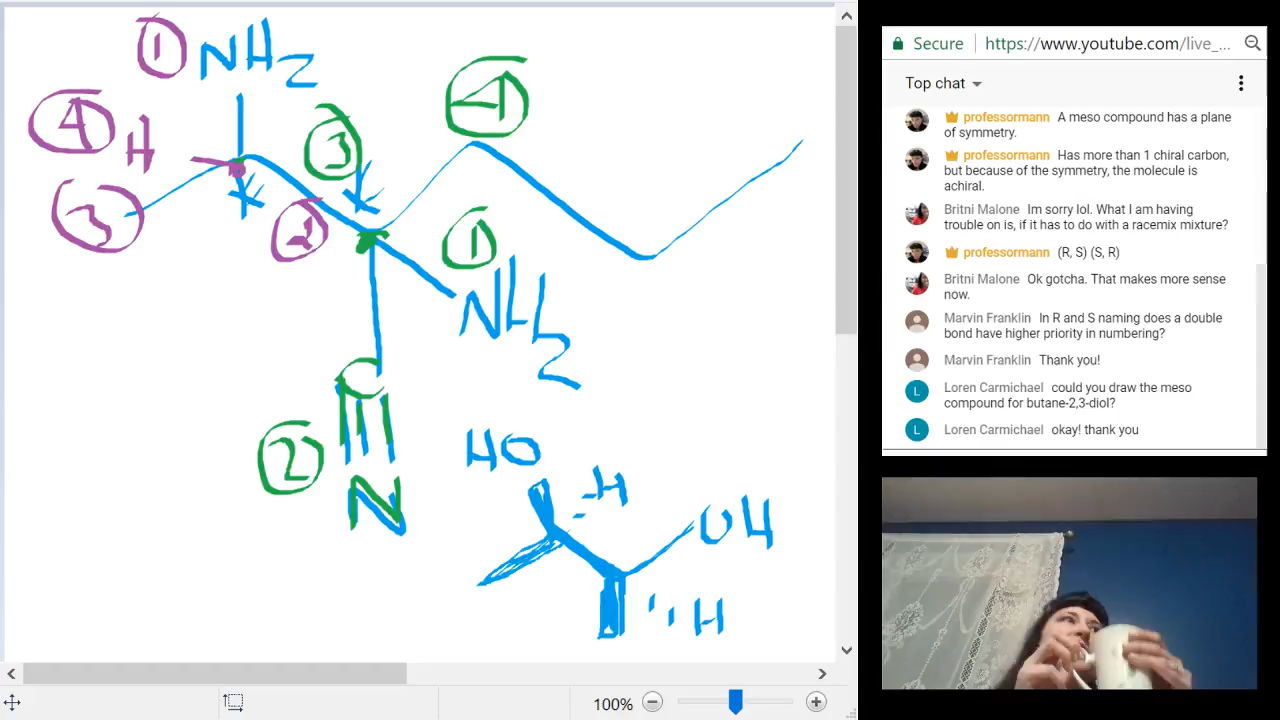 ① NH2
④ H
③
④
③
②
①
NH2
C
②
N
HO
H
OH
H
100%
Secure https://www.youtube.com/live_...
Top chat
professormann A meso compound has a plane
of symmetry.
professormann Has more than 1 chiral carbon,
but because of the symmetry, the molecule is
achiral.
Britni Malone Im sorry lol. What I am having
trouble on is, if it has to do with a racemix mixture?
professormann (R, S) (S, R)
Britni Malone Ok gotcha. That makes more sense
now.
Marvin Franklin In R and S naming does a double
bond have higher priority in numbering?
Marvin Franklin Thank you!
L Loren Carmichael could you draw the meso
compound for butane-2,3-diol?
L Loren Carmichael okay! thank you